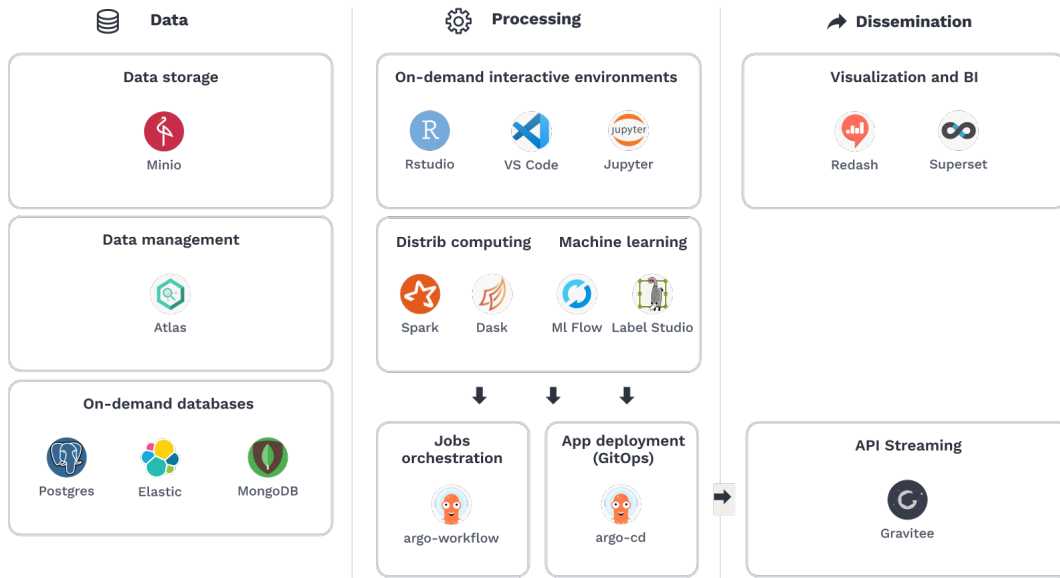 Data
Processing
Dissemination
Data storage
Minio
On-demand interactive environments
R
jupyter
Rstudio
VS Code
Jupyter
Visualization and BI
Redash
Superset
Data management
Atlas
Distrib computing
Machine learning
Spark
Dask
Ml Flow
Label Studio
On-demand databases
Postgres
Elastic
MongoDB
Jobs
orchestration
argo-workflow
App deployment
(GitOps)
argo-cd
API Streaming
Gravitee